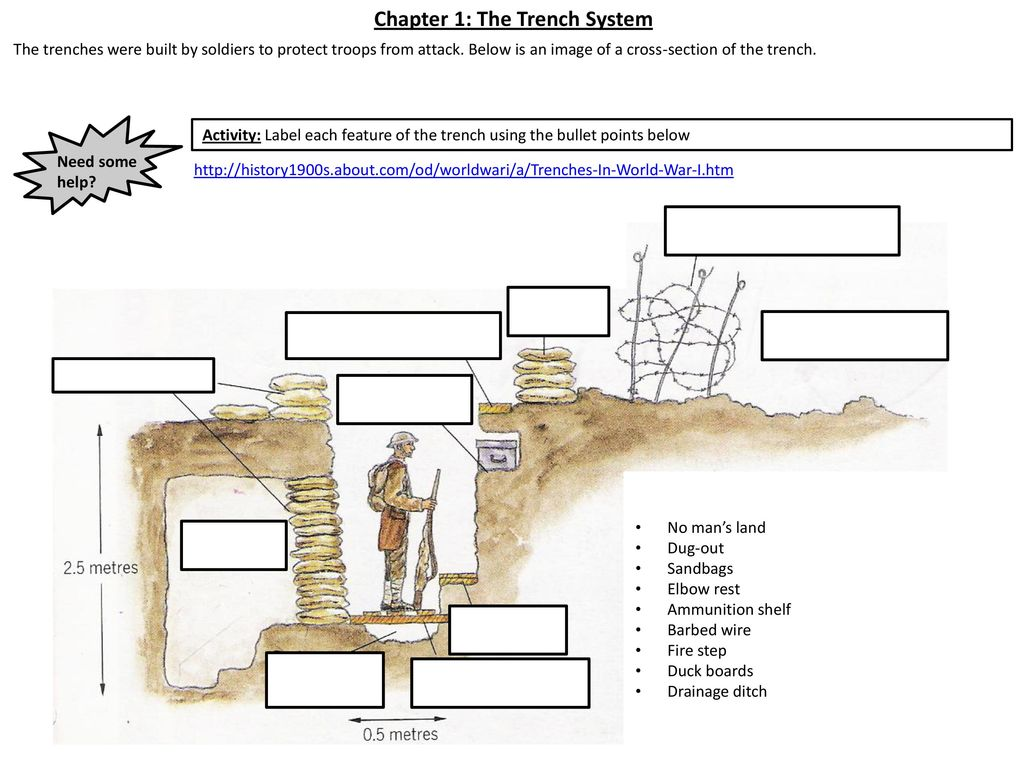 Chapter 1: The Trench System
The trenches were built by soldiers to protect troops from attack. Below is an image of a cross-section of the trench.
Need some
help?
Activity: Label each feature of the trench using the bullet points below
http://history1900s.about.com/od/worldwari/a/Trenches-In-World-War-I.htm
2.5 metres
0.5 metres
• No man’s land
• Dug-out
• Sandbags
• Elbow rest
• Ammunition shelf
• Barbed wire
• Fire step
• Duck boards
• Drainage ditch